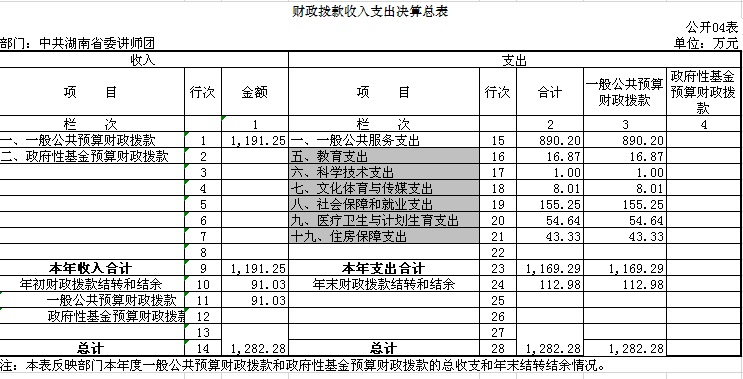 财政拨款收入支出决算总表
公开04表
部门：中共湖南省委讲师团 单位：万元
收入 支出
项 目 行次 金额 项 目 行次 合计 一般公共预算财政拨款 政府性基金预算财政拨款
栏 次 1 栏 次 2 3 4
一、一般公共预算财政拨款 1 1,191.25 一、一般公共服务支出 15 890.20 890.20
二、政府性基金预算财政拨款 2 五、教育支出 16 16.87 16.87
3 六、科学技术支出 17 1.00 1.00
4 七、文化体育与传媒支出 18 8.01 8.01
5 八、社会保障和就业支出 19 155.25 155.25
6 九、医疗卫生与计划生育支出 20 54.64 54.64
7 十九、住房保障支出 21 43.33 43.33
8 22
本年收入合计 9 1,191.25 本年支出合计 23 1,169.29 1,169.29
年初财政拨款结转和结余 10 91.03 年末财政拨款结转和结余 24 112.98 112.98
一般公共预算财政拨款 11 91.03 25
政府性基金预算财政拨款 12 26
13 27
总计 14 1,282.28 总计 28 1,282.28 1,282.28
注：本表反映部门本年度一般公共预算财政拨款和政府性基金预算财政拨款的总收支和年末结转结余情况。